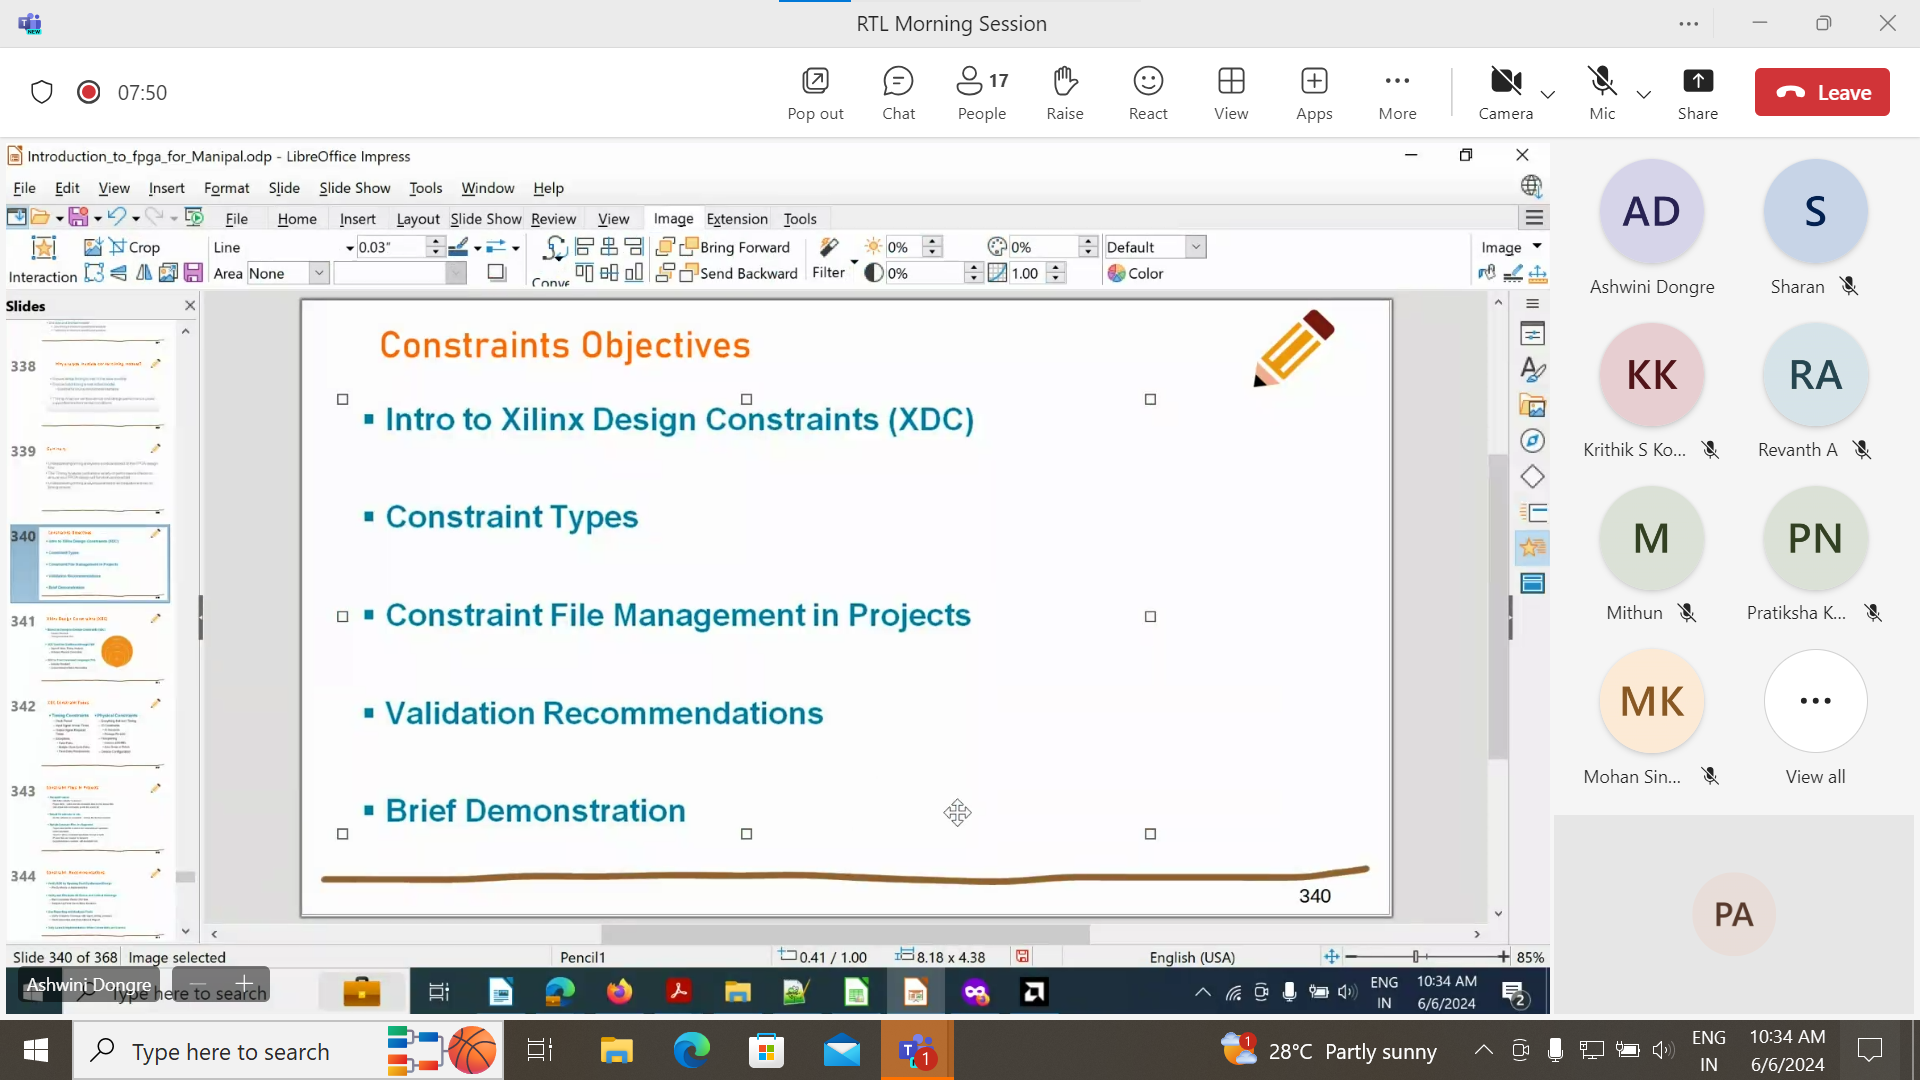 RTL Morning Session
07:50
Pop out
Chat
17
People
Raise
React
View
Apps
More
Camera
Mic
Share
Leave
Introduction_to_fpga_for_Manipal.odp - LibreOffice Impress
File Edit View Insert Format Slide Slide Show Tools Window Help
File Home Insert Layout Slide Show Review View Image Extension Tools
Interaction
Crop
Line
0.03"
Area None
Bring Forward
Send Backward
Filter
0%
0%
0%
1.00
Default
Color
Image
Slides
338
339
340
341
342
343
344
Constraints Objectives
▪ Intro to Xilinx Design Constraints (XDC)
▪ Constraint Types
▪ Constraint File Management in Projects
▪ Validation Recommendations
▪ Brief Demonstration
340
Slide 340 of 368 Image selected
Pencil1
0.41 / 1.00
8.18 x 4.38
English (USA)
85%
Ashwini Dongre
Type here to search
ENG
IN
10:34 AM
6/6/2024
2
AD
Ashwini Dongre
S
Sharan
KK
Krithik S Ko...
RA
Revanth A
M
Mithun
PN
Pratiksha K...
MK
Mohan Sin...
View all
PA
Type here to search
1
1
28°C Partly sunny
ENG
IN
10:34 AM
6/6/2024